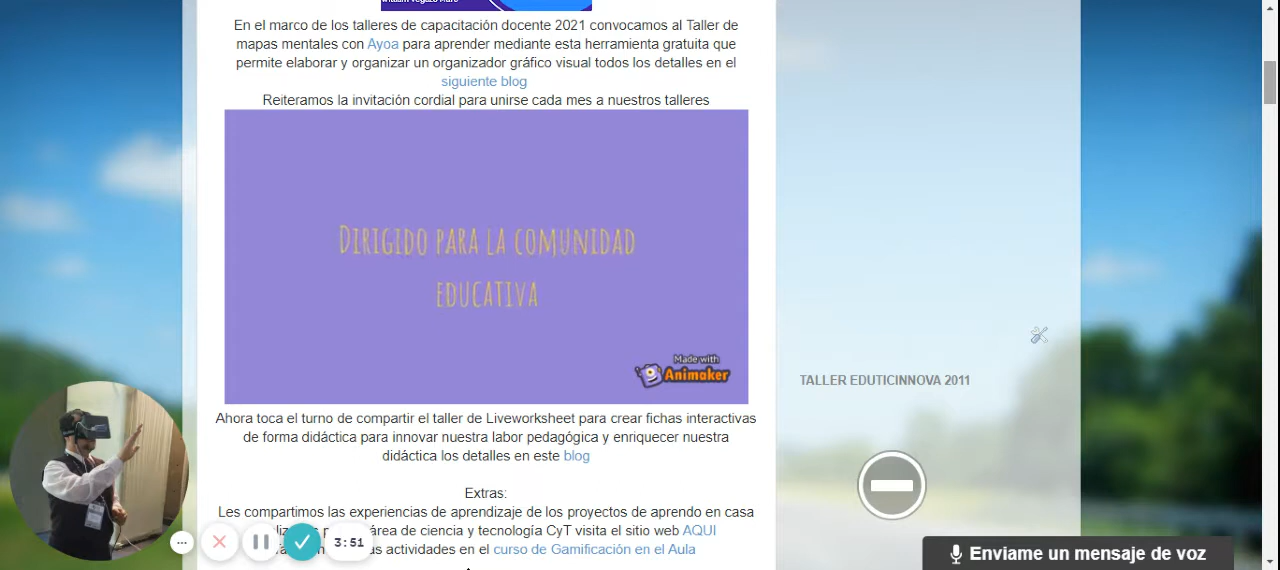 En el marco de los talleres de capacitación docente 2021 convocamos al Taller de
mapas mentales con Ayoa para aprender mediante esta herramienta gratuita que
permite elaborar y organizar un organizador gráfico visual todos los detalles en el
siguiente blog
Reiteramos la invitación cordial para unirse cada mes a nuestros talleres
DIRIGIDO PARA LA COMUNIDAD
EDUCATIVA
Made with
Animaker
Ahora toca el turno de compartir el taller de Liveworksheet para crear fichas interactivas
de forma didáctica para innovar nuestra labor pedagógica y enriquecer nuestra
didáctica los detalles en este blog
Extras:
Les compartimos las experiencias de aprendizaje de los proyectos de aprendo en casa
área de ciencia y tecnología CyT visita el sitio web AQUI
actividades en el curso de Gamificación en el Aula
3:51
TALLER EDUTICINNOVA 2011
Enviame un mensaje de voz